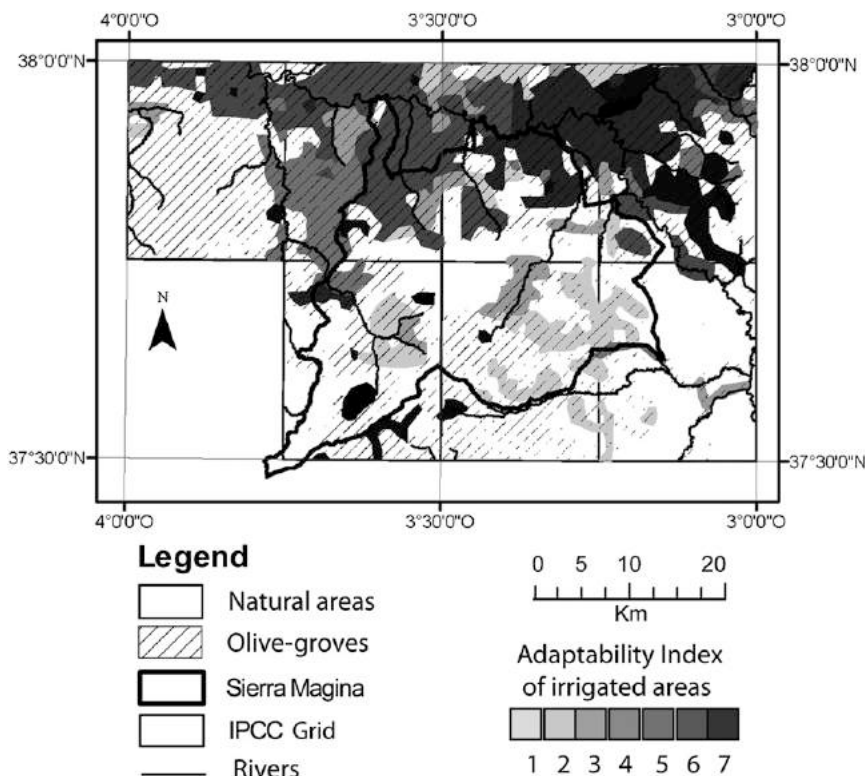 4°0'0"O 3°30'0"O 3°0'0"O
38°0'0"N 38°0'0"N
N
37°30'0"N 37°30'0"N
4°0'0"O 3°30'0"O 3°0'0"O
Legend
Natural areas
Olive-groves
Sierra Magina
IPCC Grid
Rivers
0 5 10 20
Km
Adaptability Index
of irrigated areas
1 2 3 4 5 6 7